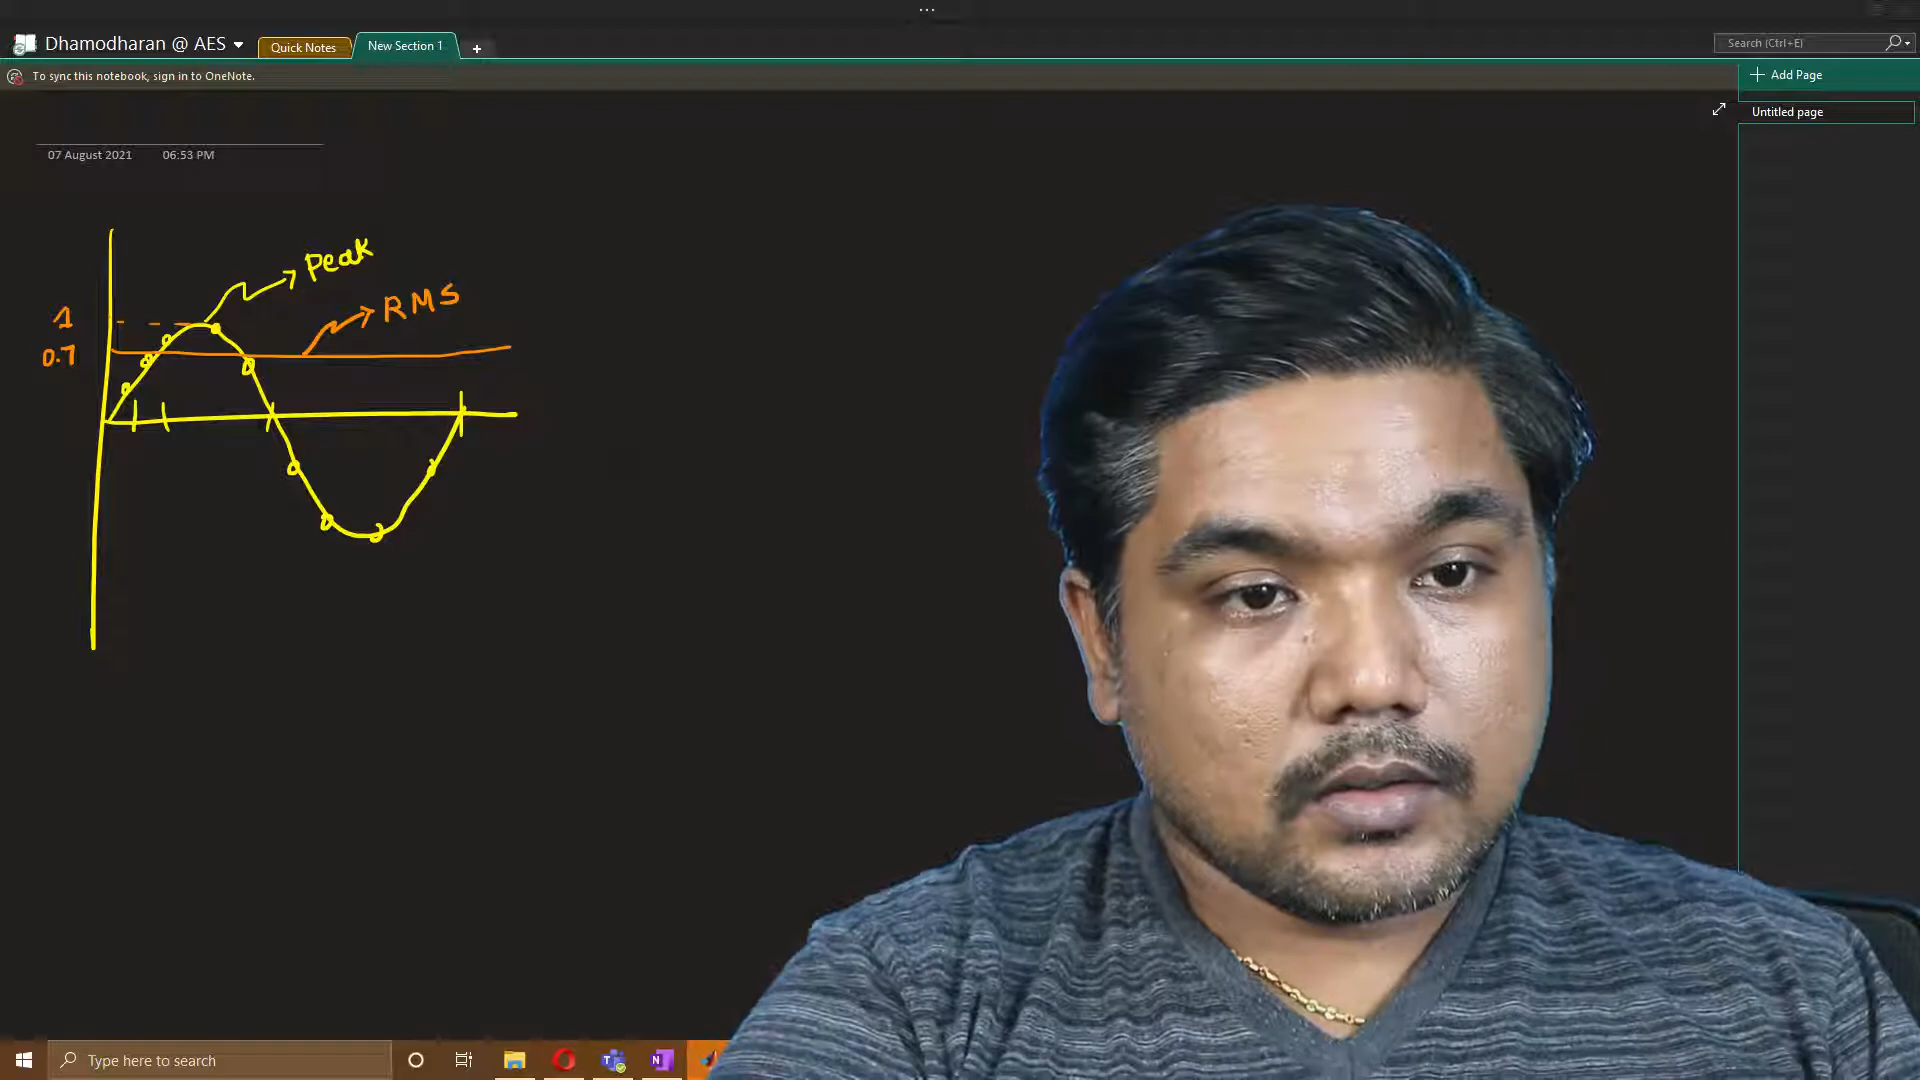 ...
Dhamodharan @ AES
Quick Notes
New Section 1
+
Search (Ctrl+E)
To sync this notebook, sign in to OneNote.
Add Page
Untitled page
07 August 2021 06:53 PM
Peak
RMS
1
0.7
Type here to search